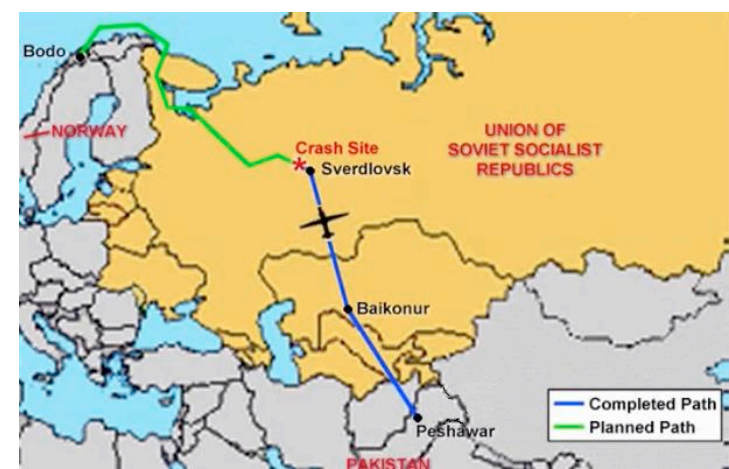 Bodo
NORWAY
Crash Site
Sverdlovsk
UNION OF
SOVIET SOCIALIST
REPUBLICS
Baikonur
Peshawar
PAKISTAN
Completed Path
Planned Path